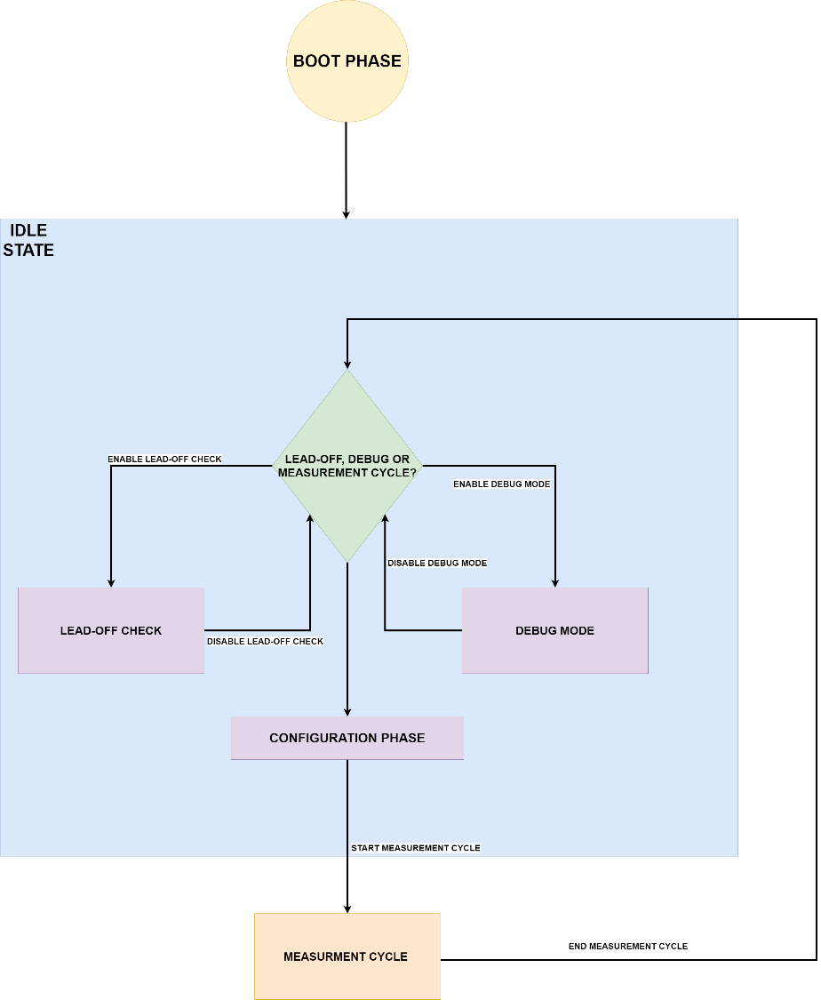 BOOT PHASE
IDLE
STATE
LEAD-OFF, DEBUG OR
MEASUREMENT CYCLE?
ENABLE LEAD-OFF CHECK
ENABLE DEBUG MODE
DISABLE DEBUG MODE
LEAD-OFF CHECK
DISABLE LEAD-OFF CHECK
DEBUG MODE
CONFIGURATION PHASE
START MEASUREMENT CYCLE
MEASURMENT CYCLE
END MEASUREMENT CYCLE